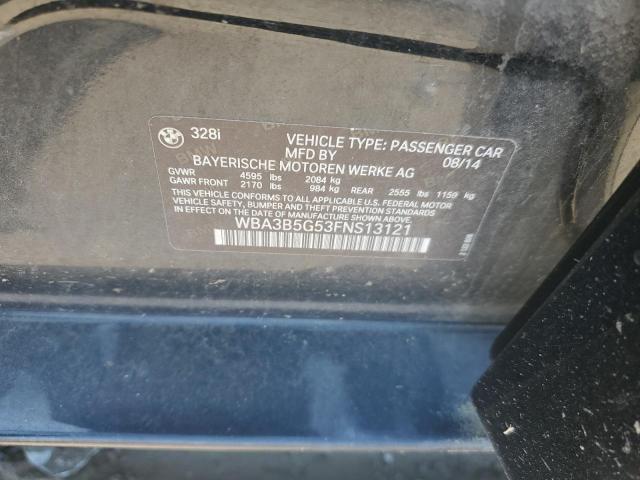 328i
VEHICLE TYPE: PASSENGER CAR
MFD BY 08/14
BAYERISCHE MOTOREN WERKE AG
GVWR 4595 lbs 2084 kg
GAWR FRONT 2170 lbs 984 kg REAR 2555 lbs 1159 kg
THIS VEHICLE CONFORMS TO ALL APPLICABLE U.S. FEDERAL MOTOR
VEHICLE SAFETY, BUMPER, AND THEFT PREVENTION STANDARDS
IN EFFECT ON THE DATE OF MANUFACTURE SHOWN ABOVE.
WBA3B5G53FNS13121